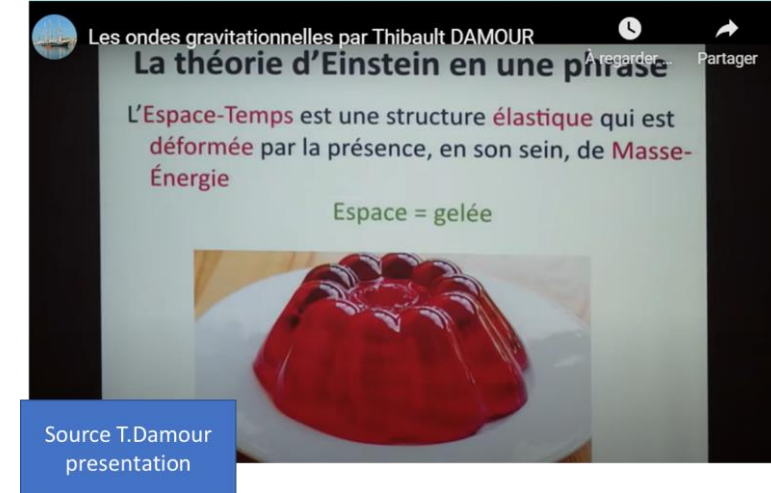 Les ondes gravitationnelles par Thibault DAMOUR
À regarder ...
Partager
La théorie d'Einstein en une phrase
L'Espace-Temps est une structure élastique qui est
déformée par la présence, en son sein, de Masse-
Énergie
Espace = gelée
Source T.Damour
presentation